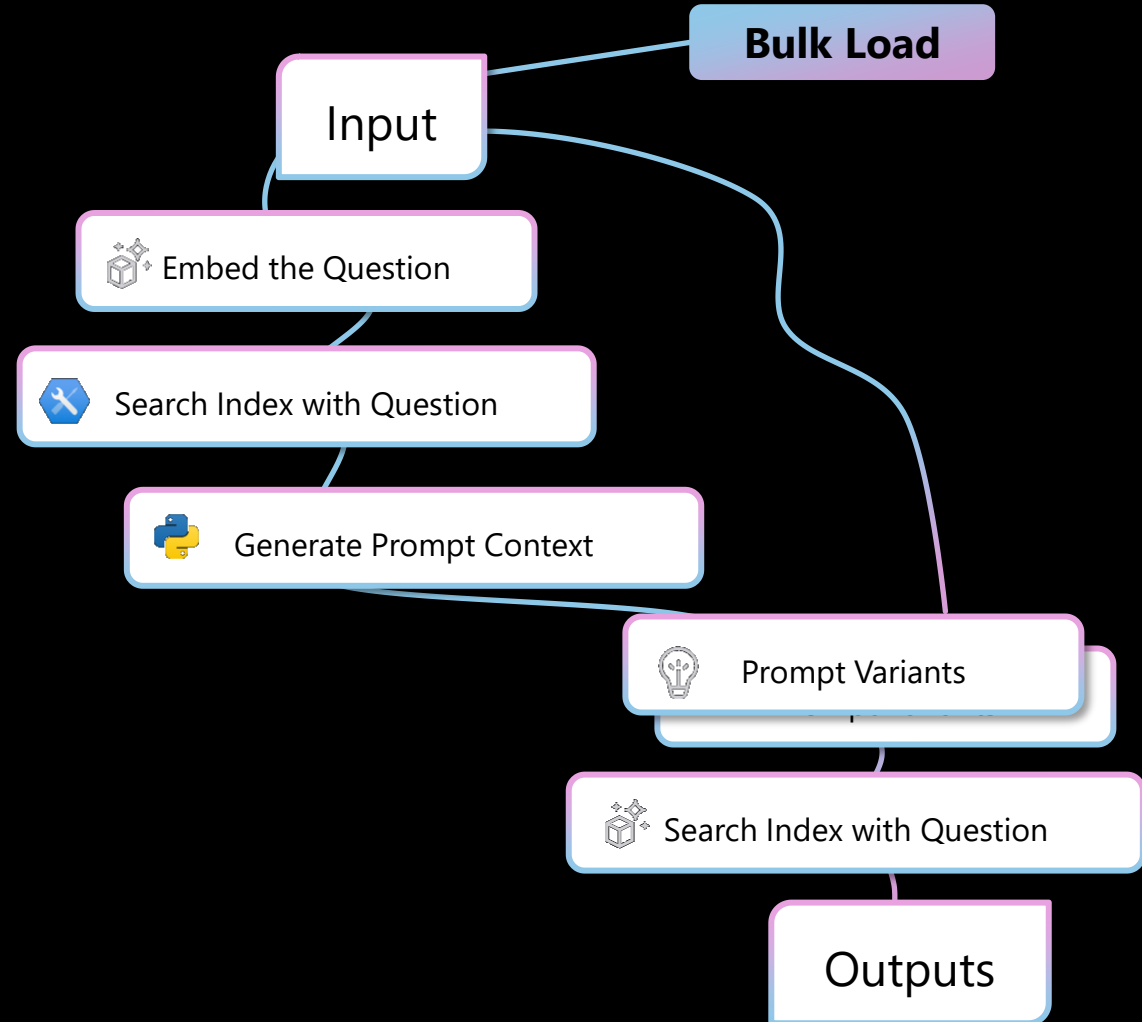 Bulk Load
Input
Embed the Question
Search Index with Question
Generate Prompt Context
Prompt Variants
Search Index with Question
Outputs